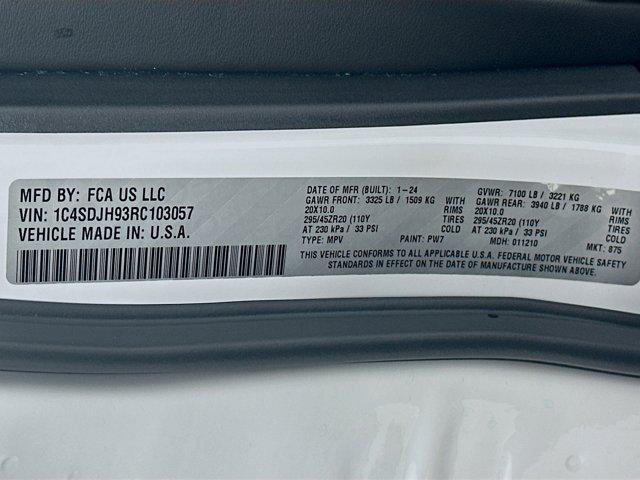 MFD BY: FCA US LLC
VIN: 1C4SDJH93RC103057
VEHICLE MADE IN: U.S.A.
DATE OF MFR (BUILT): 1-24 GVWR: 7100 LB / 3221 KG
GAWR FRONT: 3325 LB / 1509 KG WITH GAWR REAR: 3940 LB / 1788 KG WITH
20X10.0 RIMS 20X10.0 RIMS
295/45ZR20 (110Y TIRES 295/45ZR20 (110Y TIRES
AT 230 kPa / 33 PSI COLD AT 230 kPa / 33 PSI COLD
TYPE: MPV PAINT: PW7 MDH: 011210 MKT: 875
THIS VEHICLE CONFORMS TO ALL APPLICABLE U.S.A. FEDERAL MOTOR VEHICLE SAFETY
STANDARDS IN EFFECT ON THE DATE OF MANUFACTURE SHOWN ABOVE.